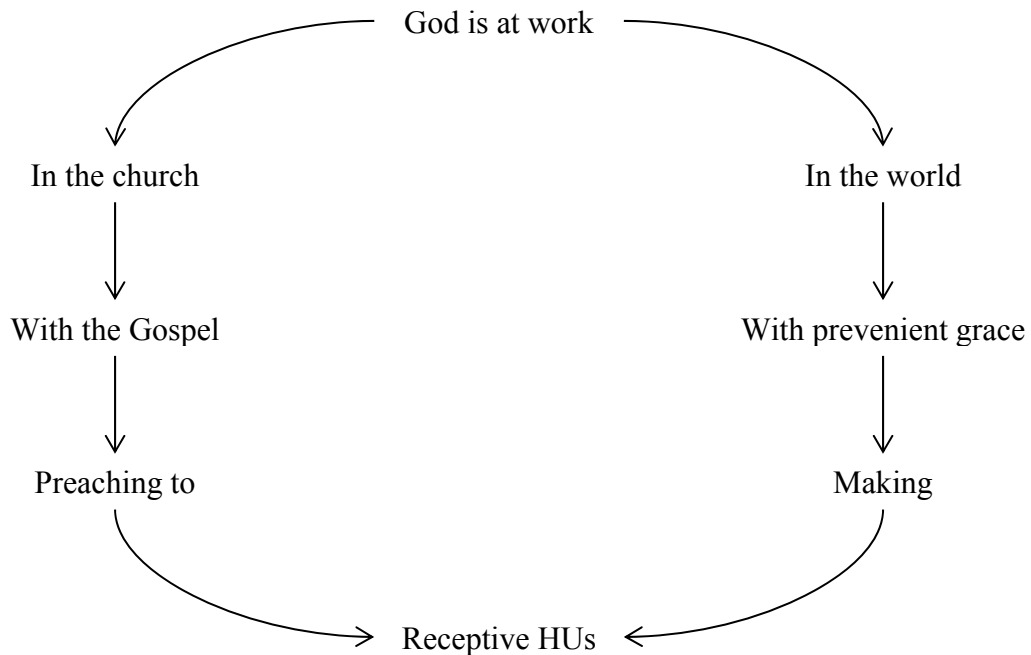 God is at work
In the church
In the world
With the Gospel
With prevenient grace
Preaching to
Making
Receptive HUs